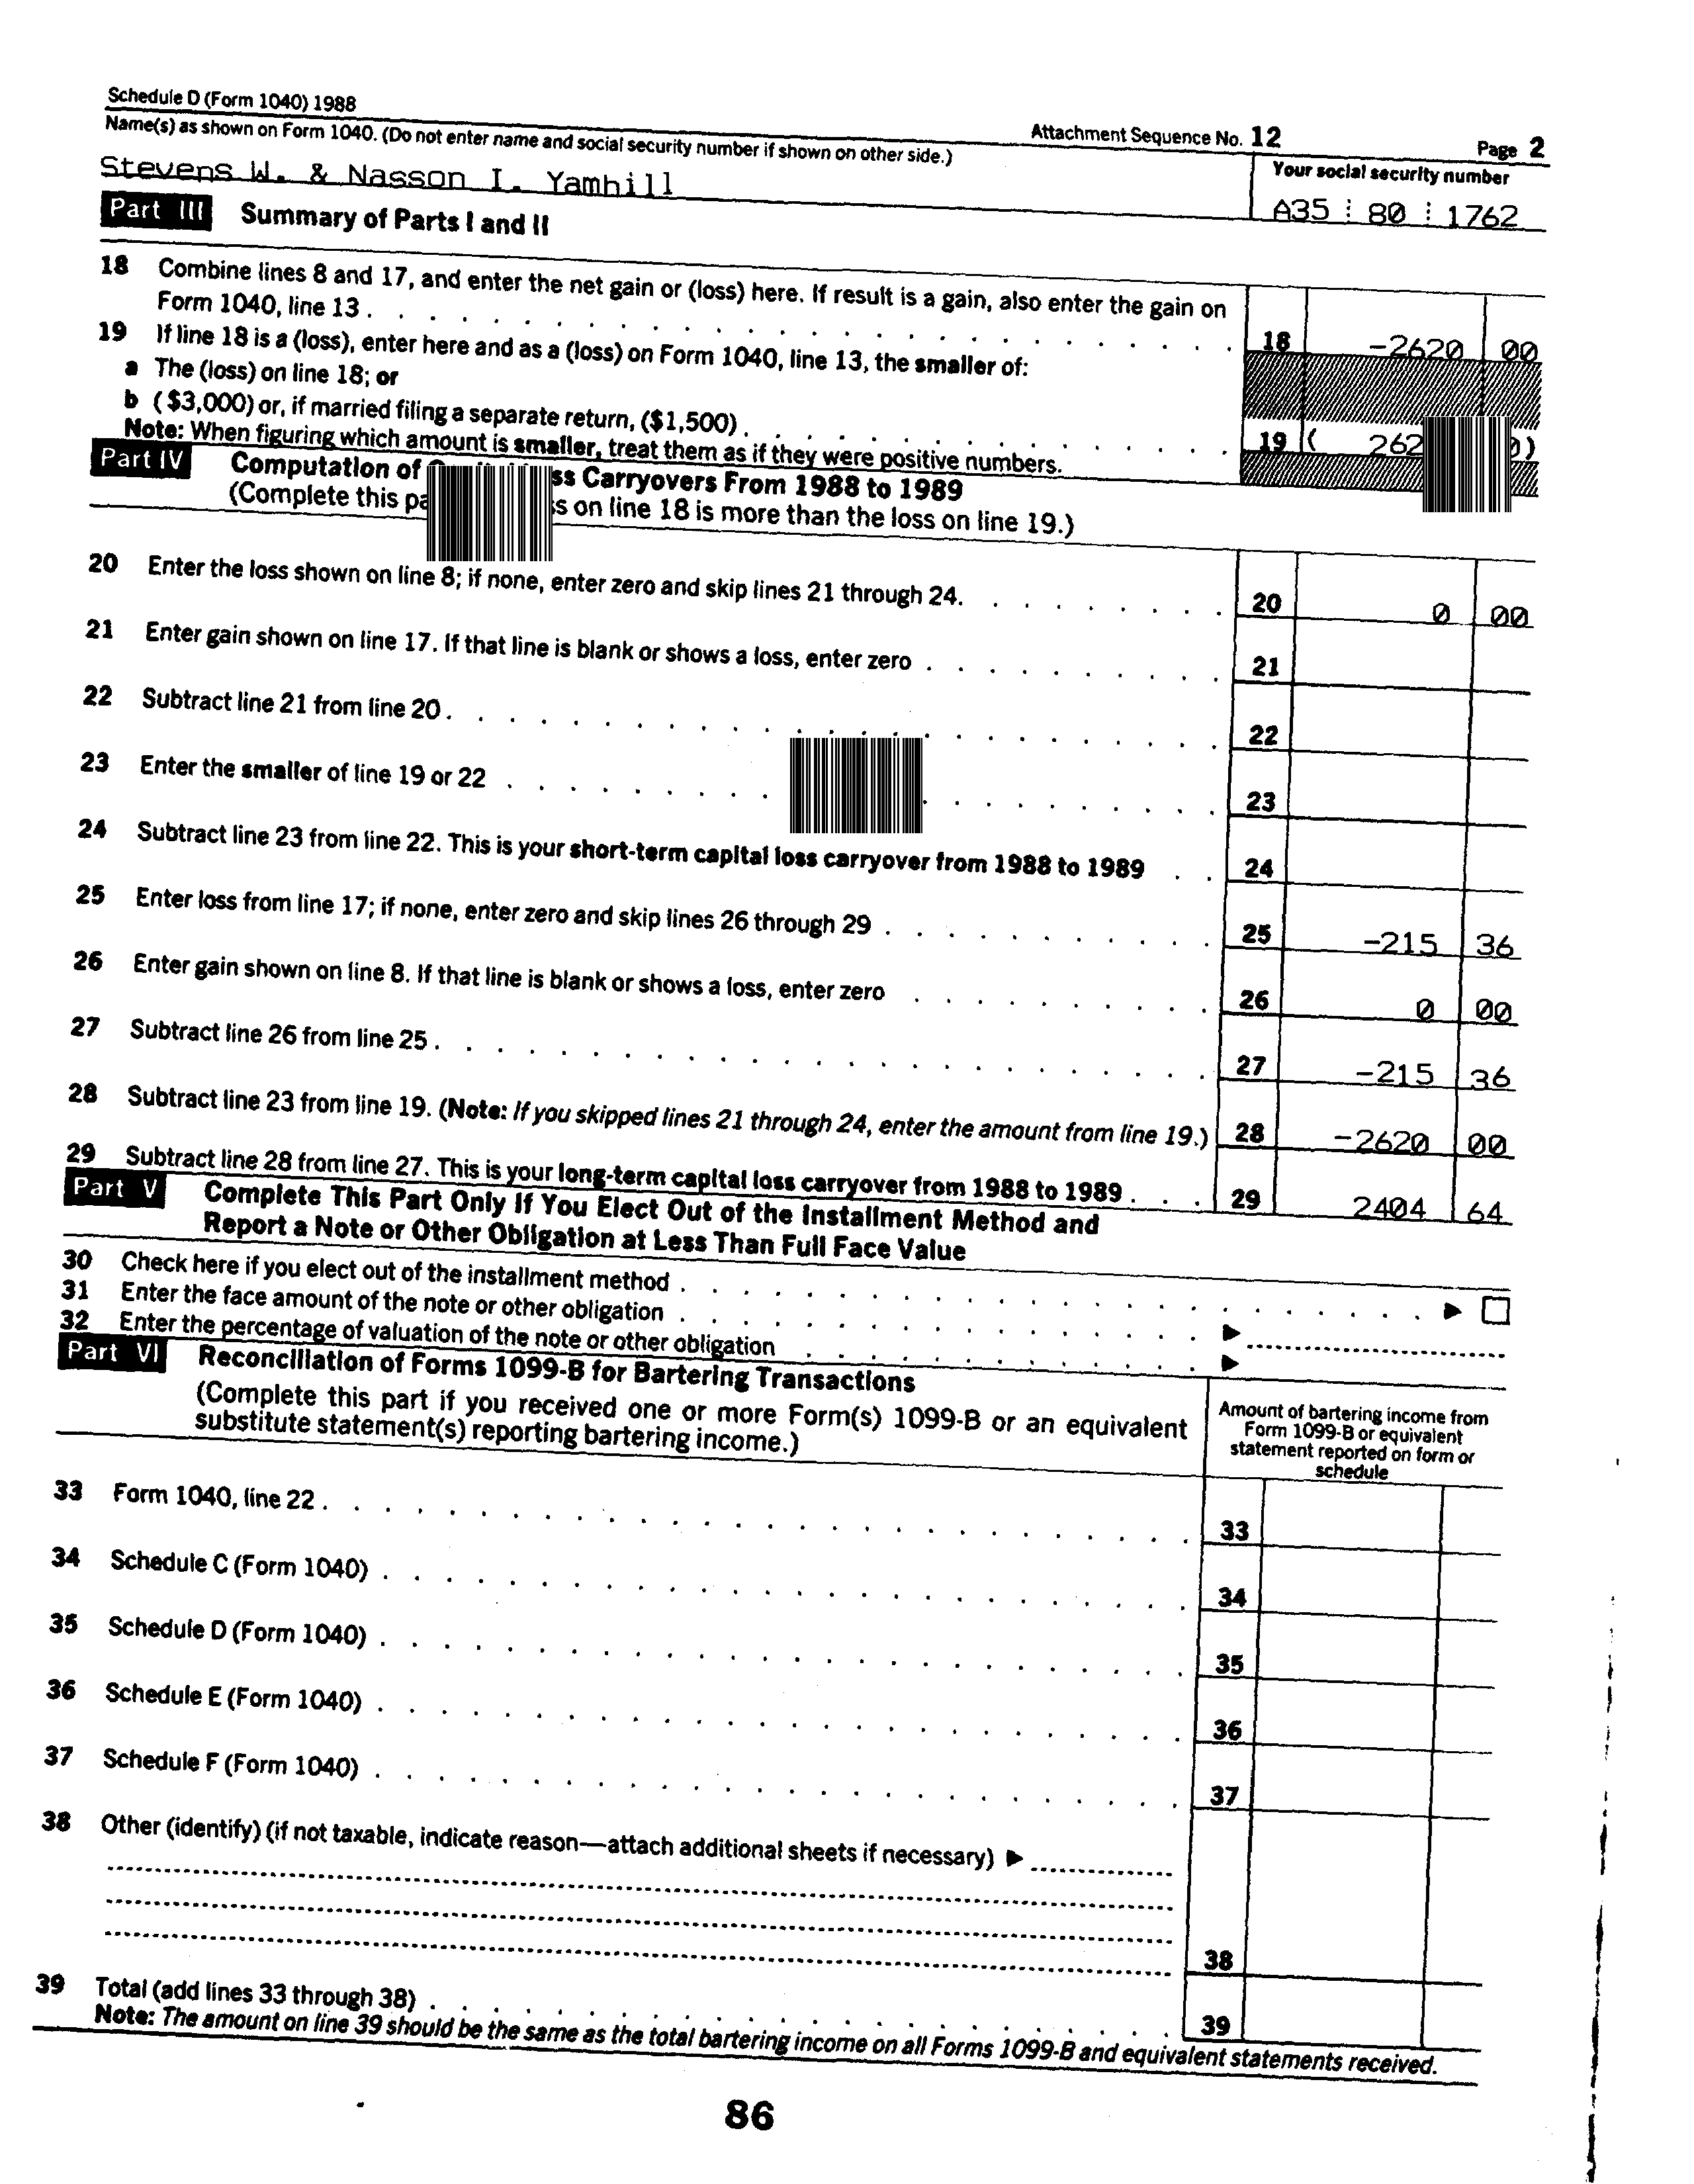 Schedule D (Form 1040) 1988
Attachment Sequence No. 12
Page 2
Name(s) as shown on Form 1040. (Do not enter name and social security number if shown on other side.)
Your social security number
Stevens W. & Nasson I. Yamhill
A35 80 1762
Part III Summary of Parts I and II
18 Combine lines 8 and 17, and enter the net gain or (loss) here. If result is a gain, also enter the gain on
Form 1040, line 13 . . . 18 -2620 00
19 If line 18 is a (loss), enter here and as a (loss) on Form 1040, line 13, the smaller of:
a The (loss) on line 18; or
b ($3,000) or, if married filing a separate return, ($1,500) . . . 19 ( 262 )
Note: When figuring which amount is smaller, treat them as if they were positive numbers.
Part IV Computation of Carryovers From 1988 to 1989
(Complete this on line 18 is more than the loss on line 19.)
20 Enter the loss shown on line 8; if none, enter zero and skip lines 21 through 24. . . . 20 0 00
21 Enter gain shown on line 17. If that line is blank or shows a loss, enter zero . . . 21
22 Subtract line 21 from line 20 . . . 22
23 Enter the smaller of line 19 or 22 . . . 23
24 Subtract line 23 from line 22. This is your short-term capital loss carryover from 1988 to 1989 . . 24
25 Enter loss from line 17; if none, enter zero and skip lines 26 through 29 . . . 25 -215 36
26 Enter gain shown on line 8. If that line is blank or shows a loss, enter zero . . . 26 0 00
27 Subtract line 26 from line 25 . . . 27 -215 36
28 Subtract line 23 from line 19. (Note: If you skipped lines 21 through 24, enter the amount from line 19.) 28 -2620 00
29 Subtract line 28 from line 27. This is your long-term capital loss carryover from 1988 to 1989 . . . 29 2404 64
Part V Complete This Part Only If You Elect Out of the Installment Method and
Report a Note or Other Obligation at Less Than Full Face Value
30 Check here if you elect out of the installment method . . . ▶ ☐
31 Enter the face amount of the note or other obligation . . . ▶
32 Enter the percentage of valuation of the note or other obligation . . . ▶
Part VI Reconciliation of Forms 1099-B for Bartering Transactions
(Complete this part if you received one or more Form(s) 1099-B or an equivalent
substitute statement(s) reporting bartering income.)
Amount of bartering income from
Form 1099-B or equivalent
statement reported on form or
schedule
33 Form 1040, line 22 . . . 33
34 Schedule C (Form 1040) . . . 34
35 Schedule D (Form 1040) . . . 35
36 Schedule E (Form 1040) . . . 36
37 Schedule F (Form 1040) . . . 37
38 Other (identify) (if not taxable, indicate reason—attach additional sheets if necessary) ▶
38
39 Total (add lines 33 through 38) . . . 39
Note: The amount on line 39 should be the same as the total bartering income on all Forms 1099-B and equivalent statements received.
86